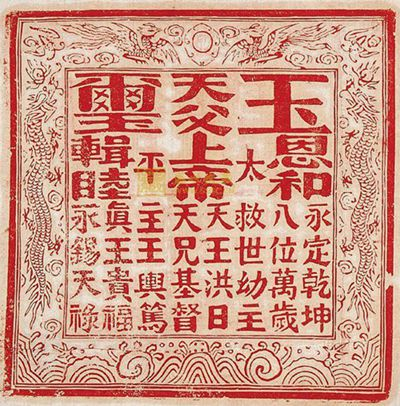 玉
恩和
永定乾坤
八位萬歲
太
救世幼主
天父上帝
天王洪日
天兄基督
平
主王輿篤
璽
輯睦
眞王貴福
永錫天祿